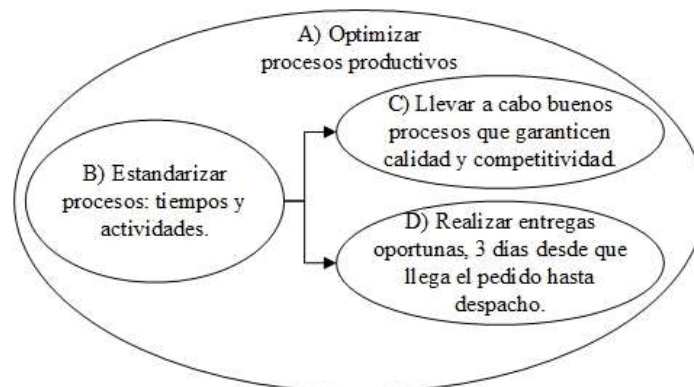 A) Optimizar
procesos productivos
C) Llevar a cabo buenos
procesos que garanticen
calidad y competitividad.
B) Estandarizar
procesos: tiempos y
actividades.
D) Realizar entregas
oportunas, 3 días desde que
llega el pedido hasta
despacho.